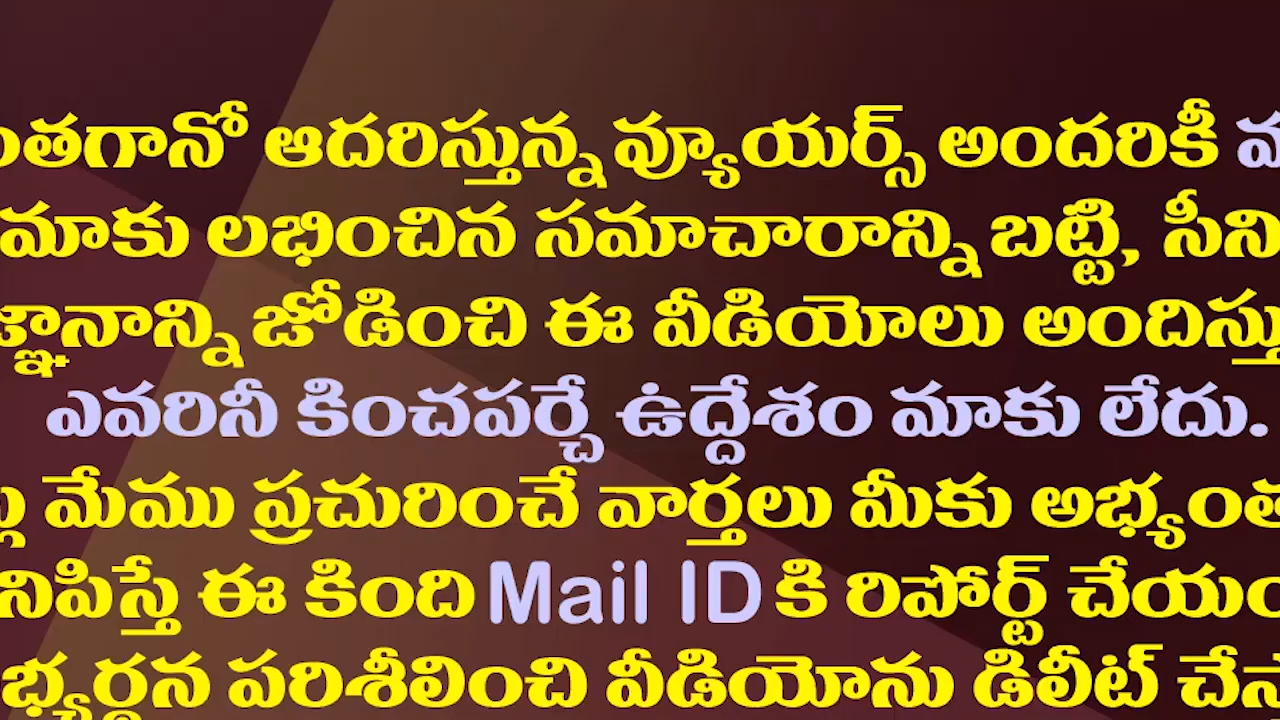 ఆదరిస్తున్న వ్యూయర్స్ అందరికీ
మాకు లభించిన సమాచారాన్ని బట్టి,
జోడించి ఈ వీడియోలు
ఎవరినీ కించపర్చే ఉద్దేశం మాకు లేదు.
మేము ప్రచురించే వార్తలు మీకు
ఈ కింది Mail ID కి రిపోర్ట్
పరిశీలించి వీడియోను డిలీట్